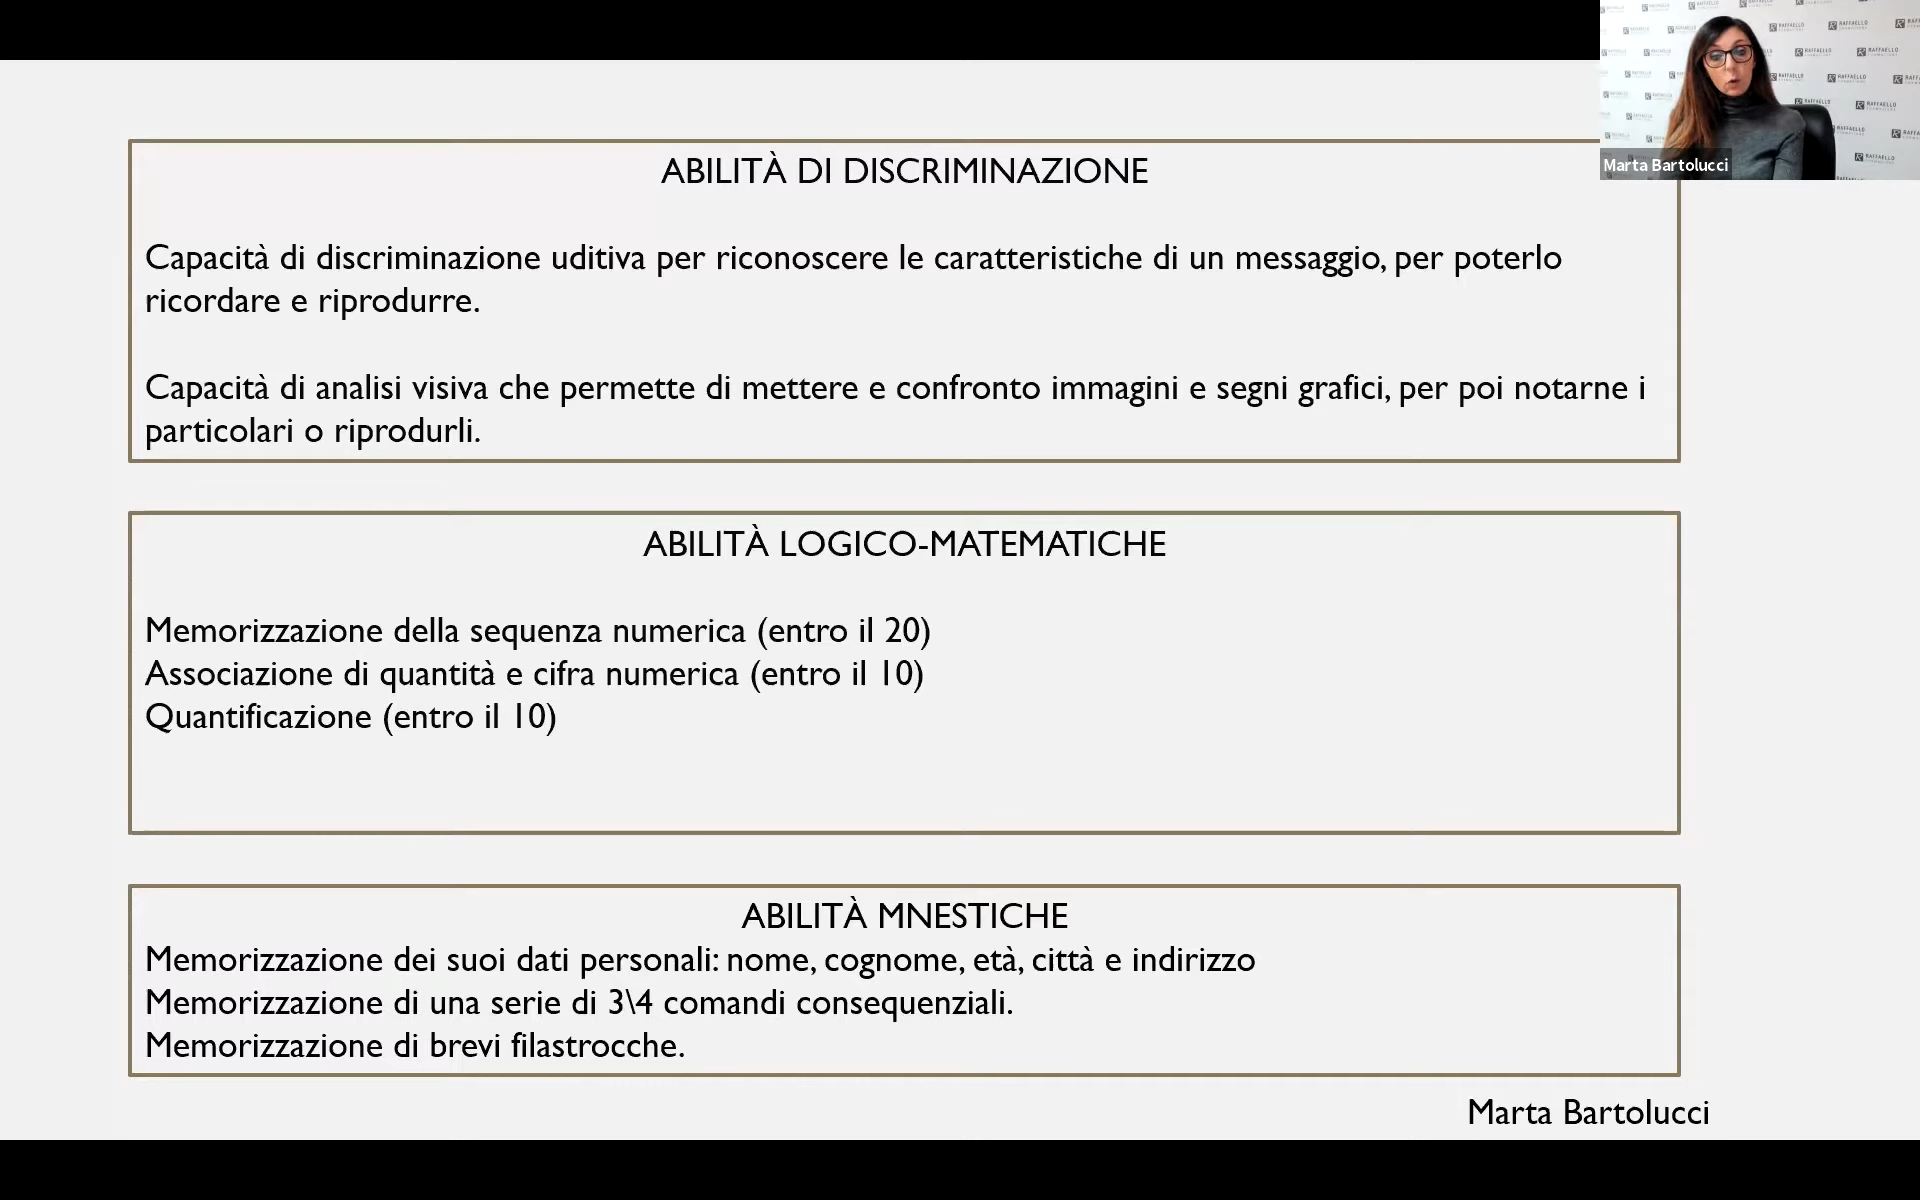 ABILITÀ DI DISCRIMINAZIONE
Capacità di discriminazione uditiva per riconoscere le caratteristiche di un messaggio, per poterlo
ricordare e riprodurre.
Capacità di analisi visiva che permette di mettere e confronto immagini e segni grafici, per poi notarne i
particolari o riprodurli.
ABILITÀ LOGICO-MATEMATICHE
Memorizzazione della sequenza numerica (entro il 20)
Associazione di quantità e cifra numerica (entro il 10)
Quantificazione (entro il 10)
ABILITÀ MNESTICHE
Memorizzazione dei suoi dati personali: nome, cognome, età, città e indirizzo
Memorizzazione di una serie di 3\4 comandi consequenziali.
Memorizzazione di brevi filastrocche.
Marta Bartolucci
Marta Bartolucci
RAFFAELLO